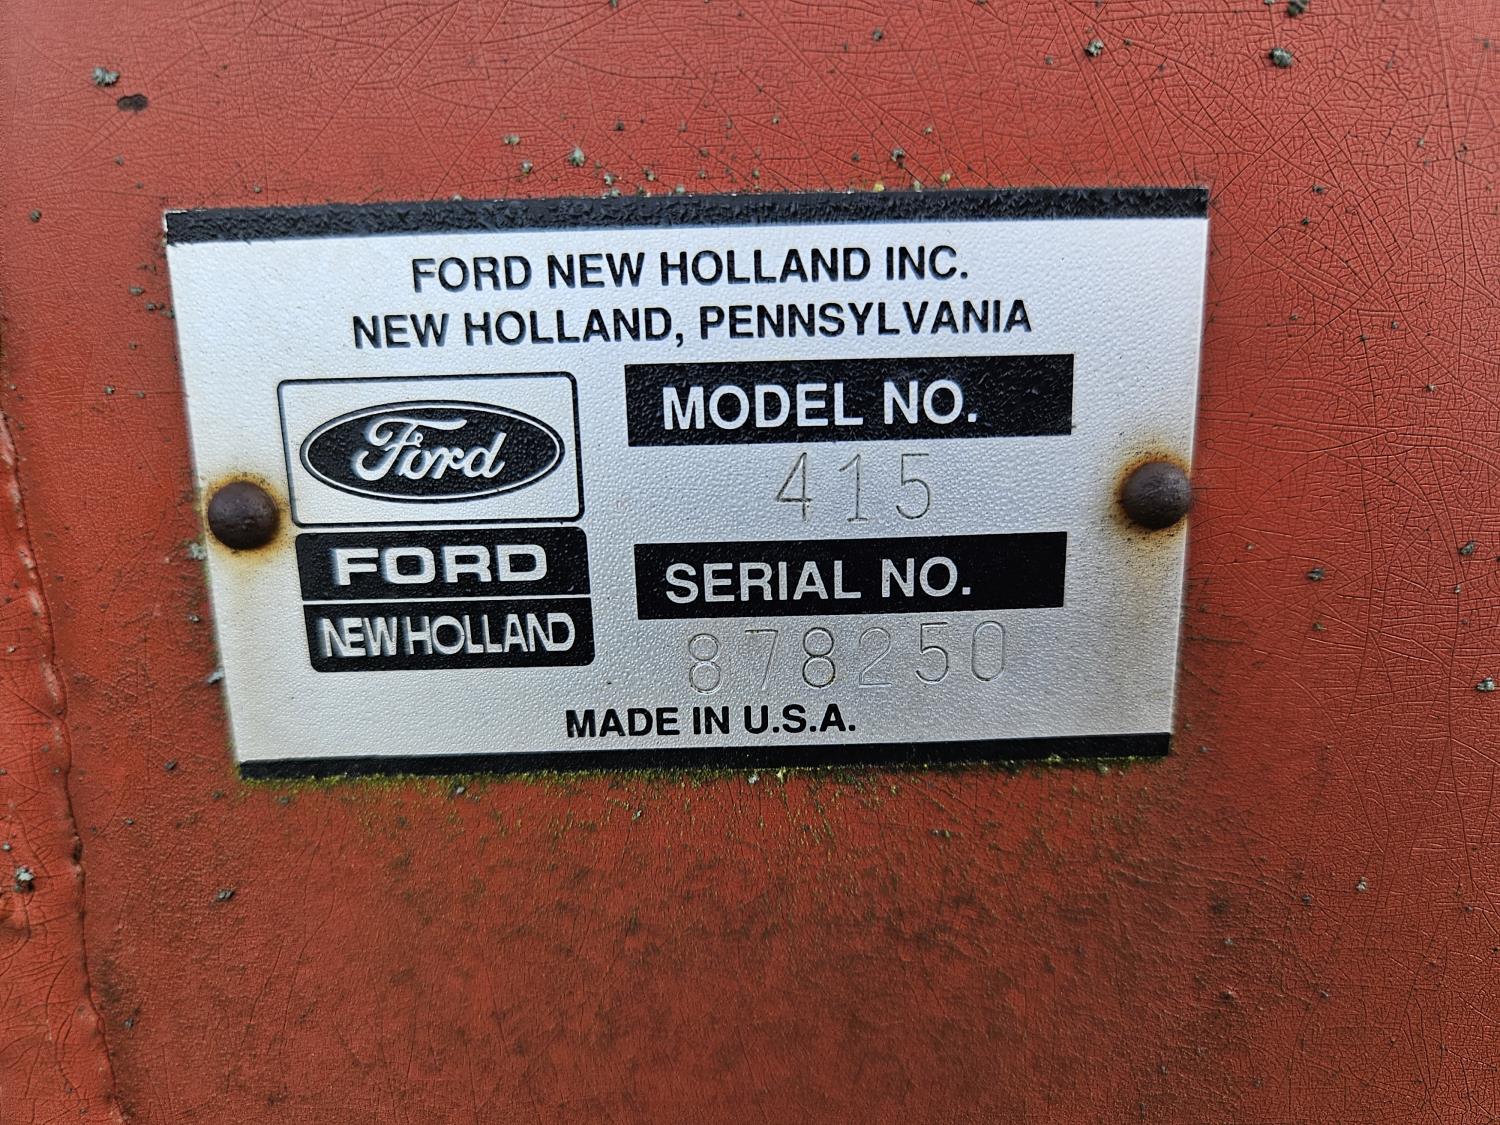 FORD NEW HOLLAND INC.
NEW HOLLAND, PENNSYLVANIA
Ford
FORD
NEW HOLLAND
MODEL NO.
415
SERIAL NO.
878250
MADE IN U.S.A.